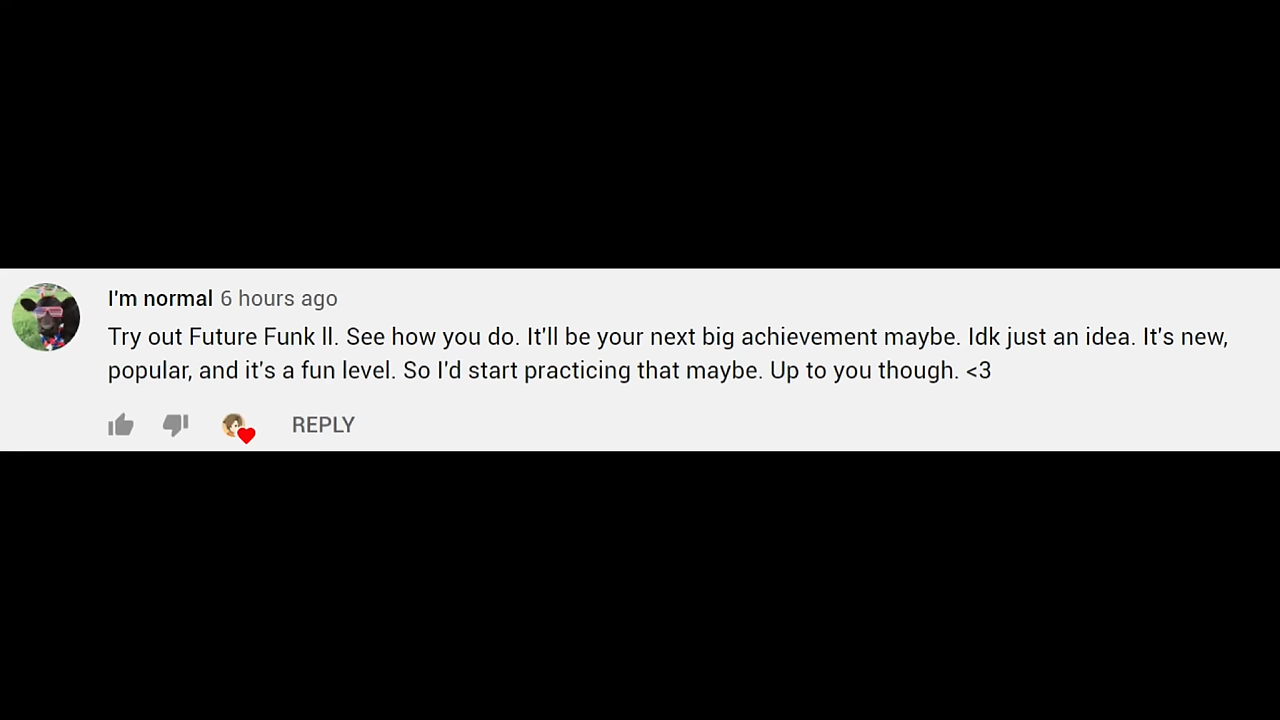 I'm normal 6 hours ago
Try out Future Funk ll. See how you do. It'll be your next big achievement maybe. Idk just an idea. It's new,
popular, and it's a fun level. So I'd start practicing that maybe. Up to you though. <3
REPLY